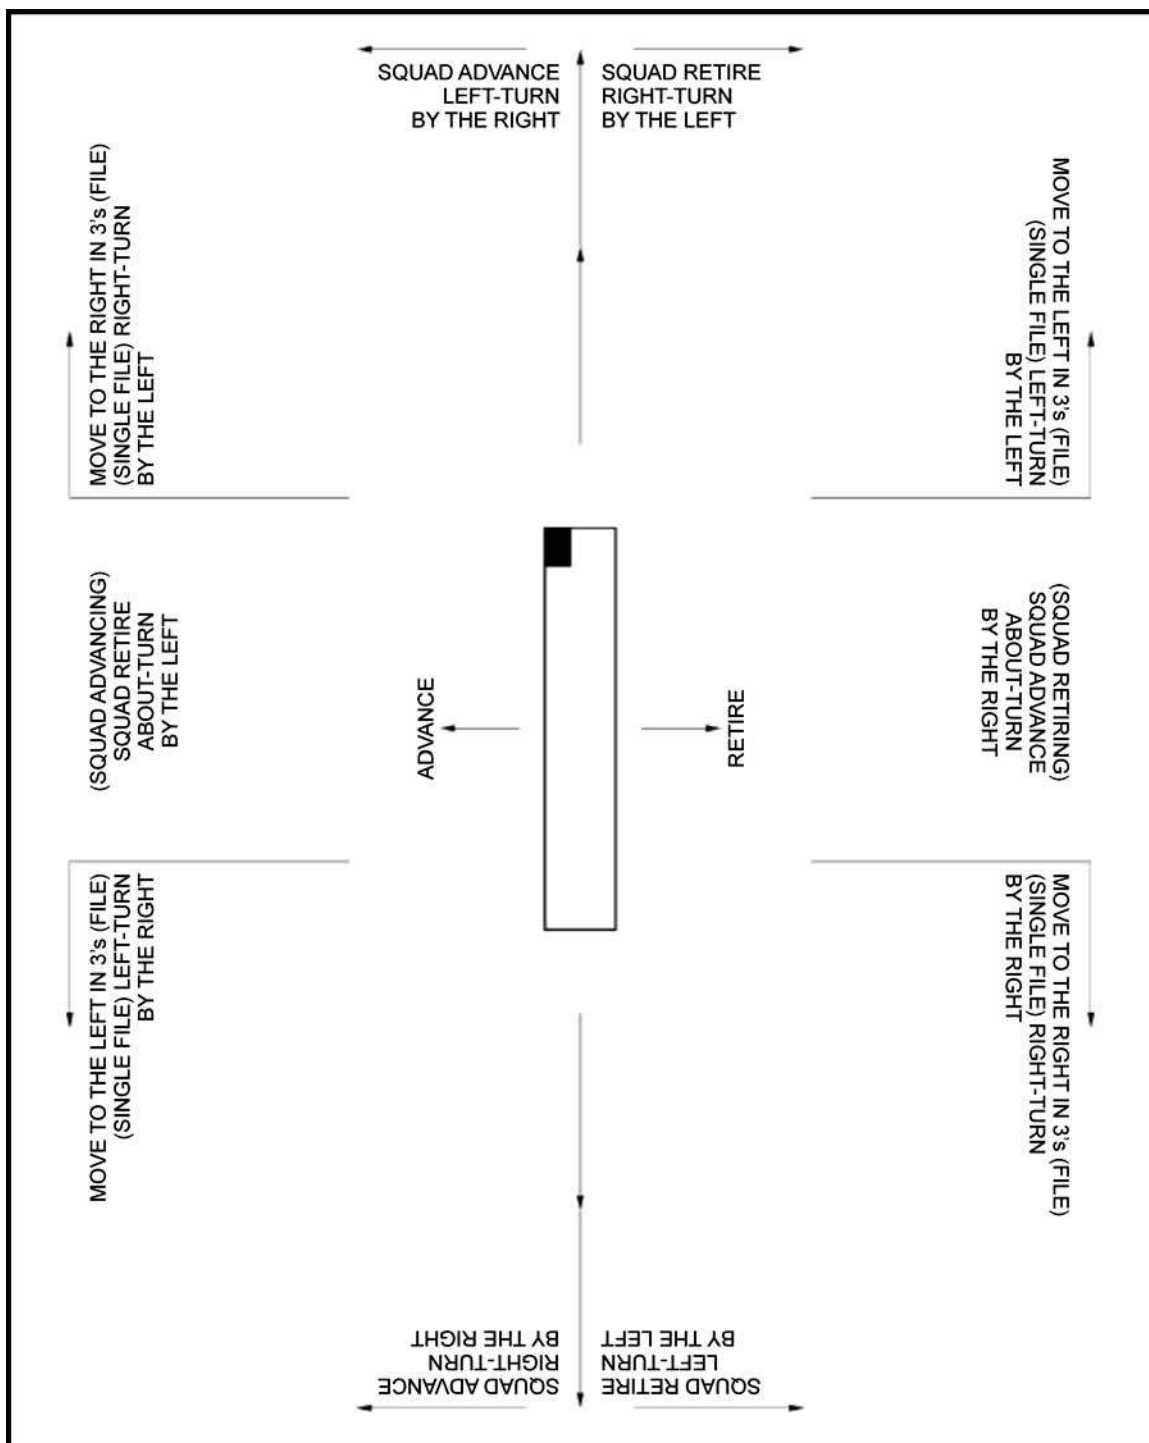 SQUAD ADVANCE
LEFT-TURN
BY THE RIGHT
SQUAD RETIRE
RIGHT-TURN
BY THE LEFT
MOVE TO THE RIGHT IN 3's (FILE)
(SINGLE FILE) RIGHT-TURN
BY THE LEFT
MOVE TO THE LEFT IN 3's (FILE)
(SINGLE FILE) LEFT-TURN
BY THE LEFT
(SQUAD ADVANCING)
SQUAD RETIRE
ABOUT-TURN
BY THE LEFT
ADVANCE
RETIRE
(SQUAD RETIRING)
SQUAD ADVANCE
ABOUT-TURN
BY THE RIGHT
MOVE TO THE LEFT IN 3's (FILE)
(SINGLE FILE) LEFT-TURN
BY THE RIGHT
MOVE TO THE RIGHT IN 3's (FILE)
(SINGLE FILE) RIGHT-TURN
BY THE RIGHT
SQUAD ADVANCE
RIGHT-TURN
BY THE RIGHT
SQUAD RETIRE
LEFT-TURN
BY THE LEFT